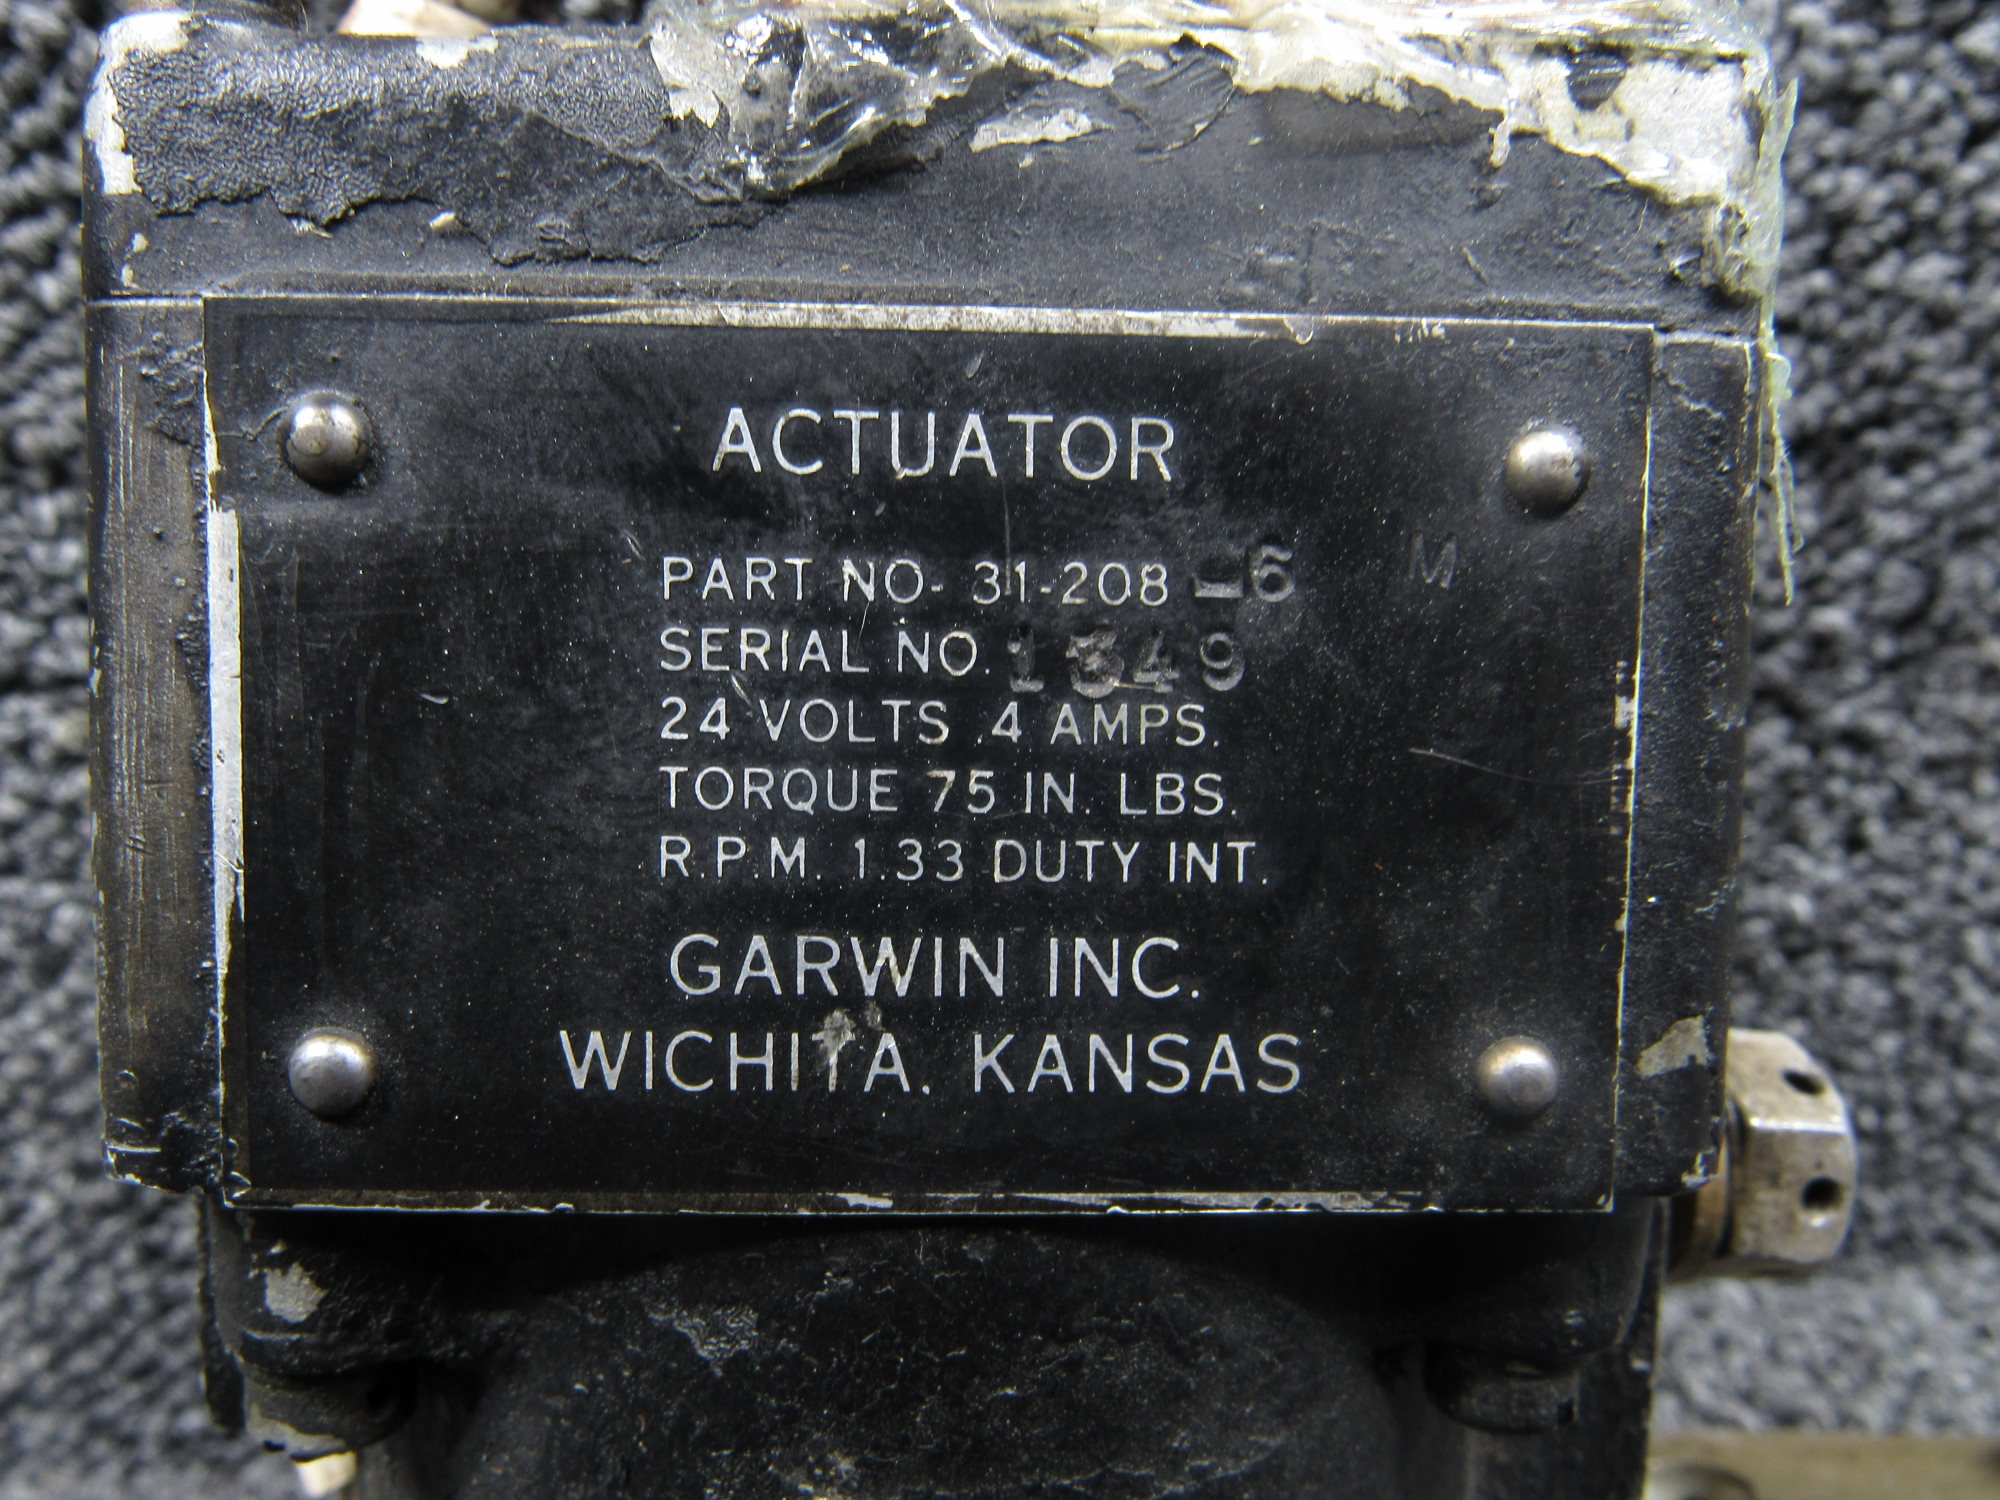 ACTUATOR
PART NO- 31-208 -6 M
SERIAL NO. 1349
24 VOLTS .4 AMPS.
TORQUE 75 IN. LBS.
R.P.M. 1.33 DUTY INT.
GARWIN INC.
WICHITA, KANSAS